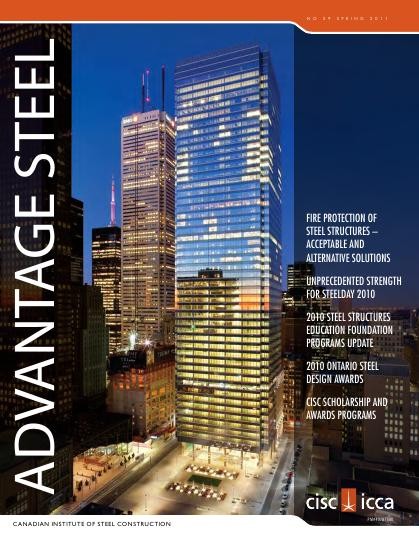 NO 39 SPRING 2011
ADVANTAGE STEEL
FIRE PROTECTION OF
STEEL STRUCTURES –
ACCEPTABLE AND
ALTERNATIVE SOLUTIONS
UNPRECEDENTED STRENGTH
FOR STEELDAY 2010
2010 STEEL STRUCTURES
EDUCATION FOUNDATION
PROGRAMS UPDATE
2010 ONTARIO STEEL
DESIGN AWARDS
CISC SCHOLARSHIP AND
AWARDS PROGRAMS
cisc icca
CANADIAN INSTITUTE OF STEEL CONSTRUCTION